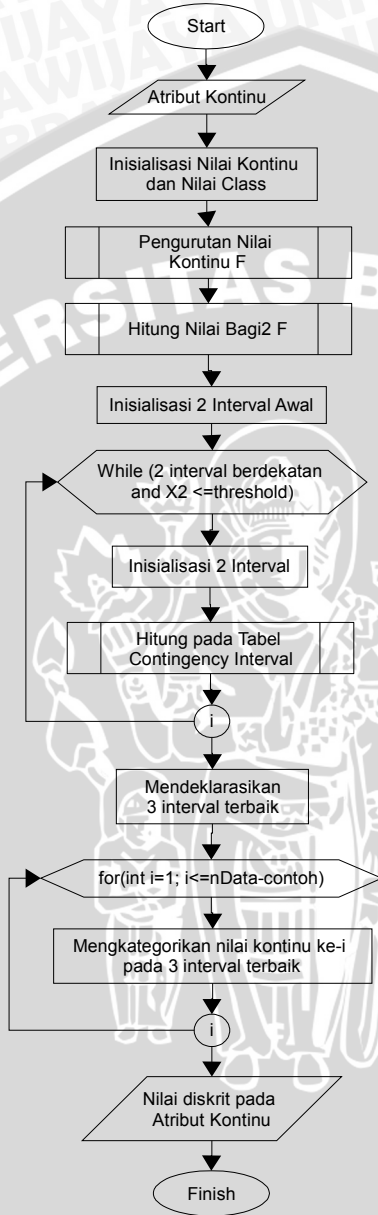 Start
Atribut Kontinu
Inisialisasi Nilai Kontinu
dan Nilai Class
Pengurutan Nilai
Kontinu F
Hitung Nilai Bagi2 F
Inisialisasi 2 Interval Awal
While (2 interval berdekatan
and X2 <=threshold)
Inisialisasi 2 Interval
Hitung pada Tabel
Contingency Interval
i
Mendeklarasikan
3 interval terbaik
for(int i=1; i<=nData-contoh)
Mengkategorikan nilai kontinu ke-i
pada 3 interval terbaik
i
Nilai diskrit pada
Atribut Kontinu
Finish